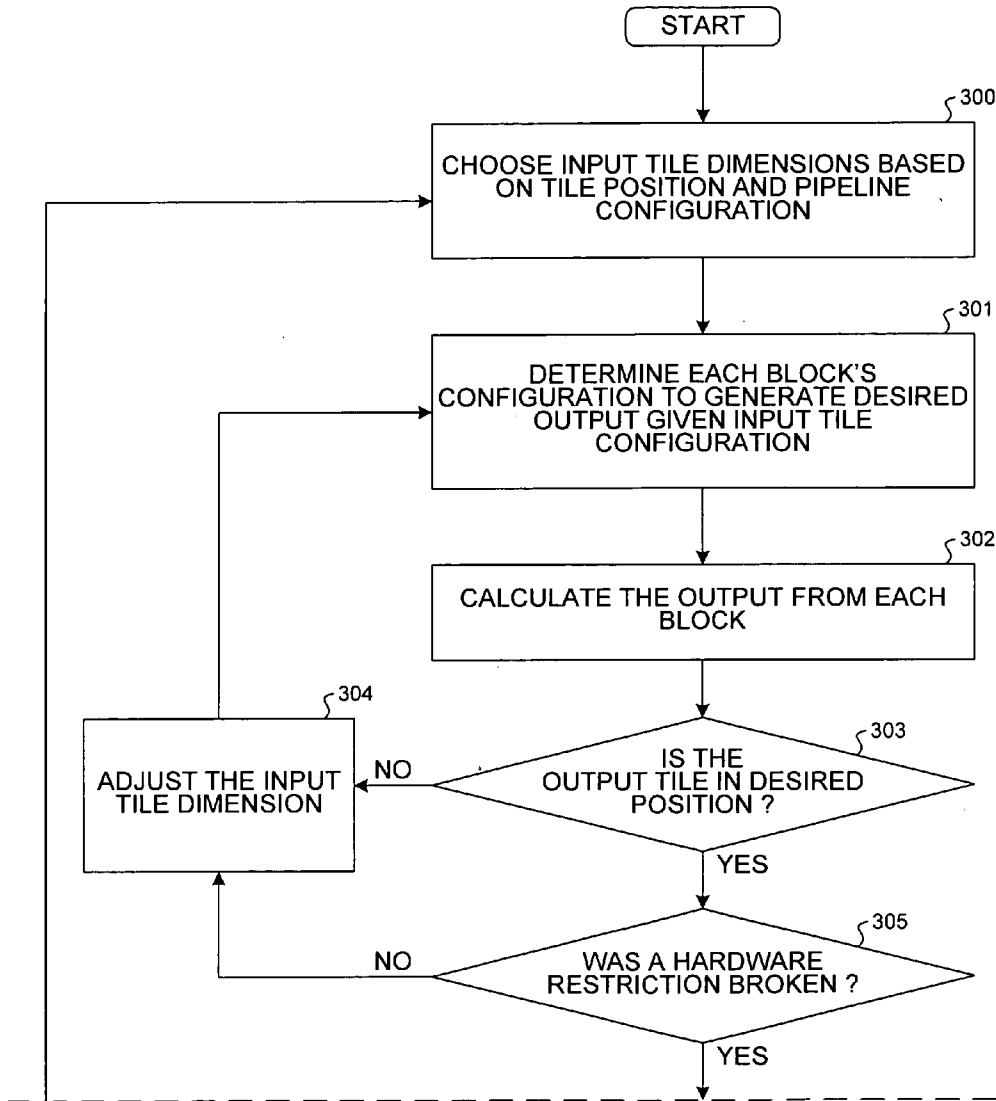 START
300
CHOOSE INPUT TILE DIMENSIONS BASED
ON TILE POSITION AND PIPELINE
CONFIGURATION
301
DETERMINE EACH BLOCK'S
CONFIGURATION TO GENERATE DESIRED
OUTPUT GIVEN INPUT TILE
CONFIGURATION
302
CALCULATE THE OUTPUT FROM EACH
BLOCK
304
ADJUST THE INPUT
TILE DIMENSION
NO
303
IS THE
OUTPUT TILE IN DESIRED
POSITION ?
YES
305
NO
WAS A HARDWARE
RESTRICTION BROKEN ?
YES